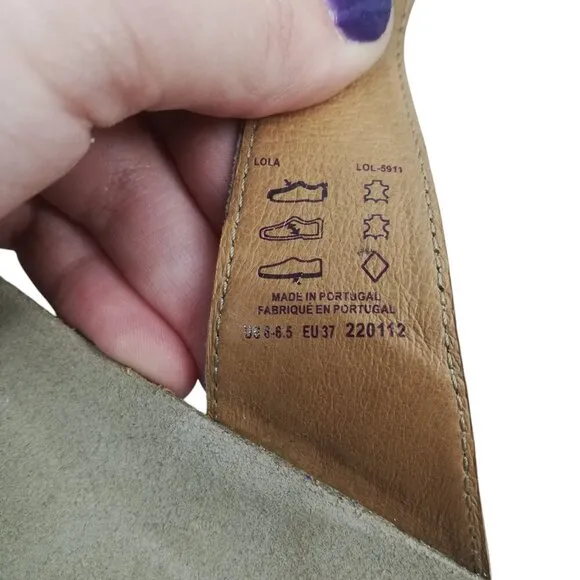 LOLA LOL-5911
MADE IN PORTUGAL
FABRIQUÉ EN PORTUGAL
US 6-6.5 EU 37 220112